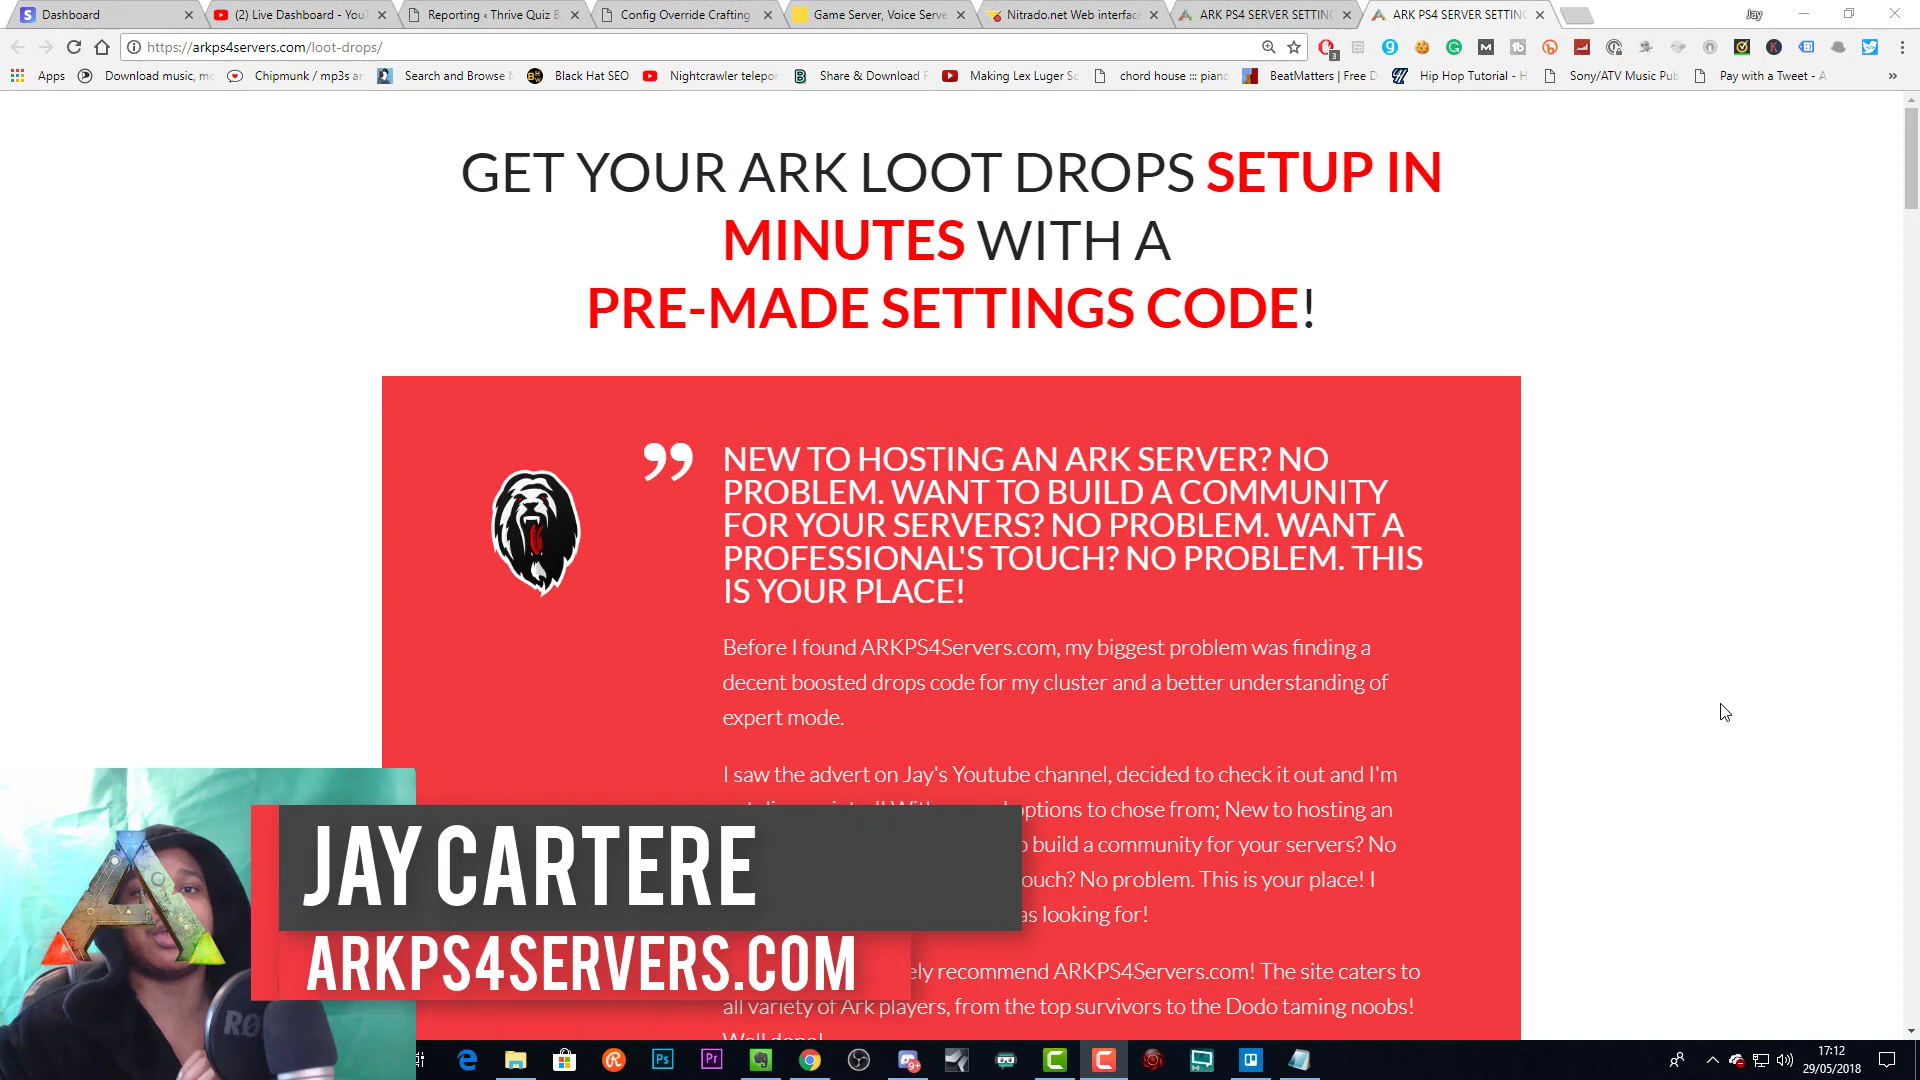 Dashboard
(2) Live Dashboard - YouT
Reporting ‹ Thrive Quiz B
Config Override Crafting
Game Server, Voice Serve
Nitrado.net Web interfac
ARK PS4 SERVER SETTING
ARK PS4 SERVER SETTING
Jay
https://arkps4servers.com/loot-drops/
Apps
Download music, mo
Chipmunk / mp3s ar
Search and Browse
Black Hat SEO
Nightcrawler telepor
Share & Download F
Making Lex Luger Sc
chord house ::: piano
BeatMatters | Free D
Hip Hop Tutorial - H
Sony/ATV Music Pub
Pay with a Tweet - A
GET YOUR ARK LOOT DROPS SETUP IN
MINUTES WITH A
PRE-MADE SETTINGS CODE!
NEW TO HOSTING AN ARK SERVER? NO
PROBLEM. WANT TO BUILD A COMMUNITY
FOR YOUR SERVERS? NO PROBLEM. WANT A
PROFESSIONAL'S TOUCH? NO PROBLEM. THIS
IS YOUR PLACE!
Before I found ARKPS4Servers.com, my biggest problem was finding a
decent boosted drops code for my cluster and a better understanding of
expert mode.
I saw the advert on Jay's Youtube channel, decided to check it out and I'm
options to chose from; New to hosting an
build a community for your servers? No
ouch? No problem. This is your place! I
as looking for!
ely recommend ARKPS4Servers.com! The site caters to
all variety of Ark players, from the top survivors to the Dodo taming noobs!
Well done!
JAY CARTERE
ARKPS4SERVERS.COM
RØ
17:12
29/05/2018